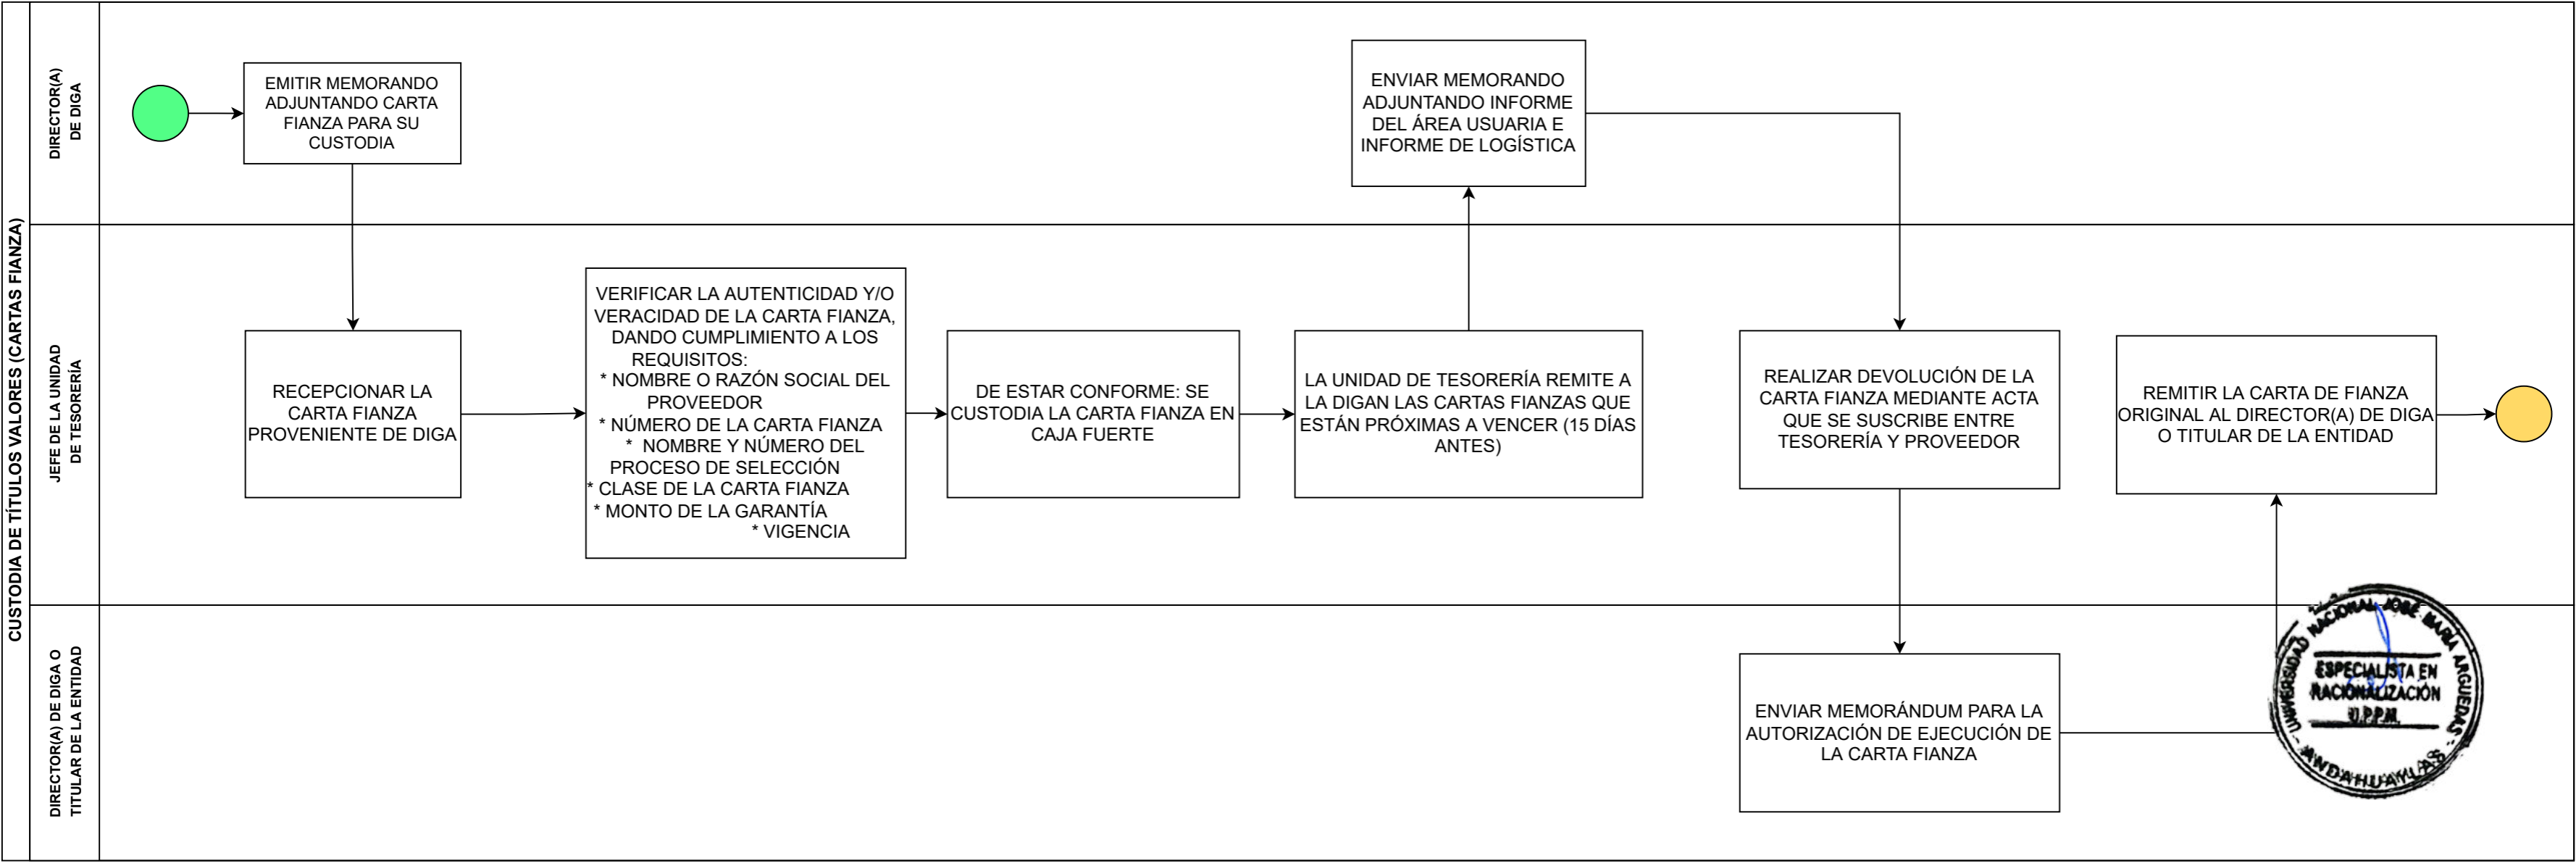 CUSTODIA DE TÍTULOS VALORES (CARTAS FIANZA)
DIRECTOR(A)
DE DIGA
EMITIR MEMORANDO
ADJUNTANDO CARTA
FIANZA PARA SU
CUSTODIA
ENVIAR MEMORANDO
ADJUNTANDO INFORME
DEL ÁREA USUARIA E
INFORME DE LOGÍSTICA
JEFE DE LA UNIDAD
DE TESORERÍA
RECEPCIONAR LA
CARTA FIANZA
PROVENIENTE DE DIGA
VERIFICAR LA AUTENTICIDAD Y/O
VERACIDAD DE LA CARTA FIANZA,
DANDO CUMPLIMIENTO A LOS
REQUISITOS:
* NOMBRE O RAZÓN SOCIAL DEL
PROVEEDOR
* NÚMERO DE LA CARTA FIANZA
* NOMBRE Y NÚMERO DEL
PROCESO DE SELECCIÓN
* CLASE DE LA CARTA FIANZA
* MONTO DE LA GARANTÍA
* VIGENCIA
DE ESTAR CONFORME: SE
CUSTODIA LA CARTA FIANZA EN
CAJA FUERTE
LA UNIDAD DE TESORERÍA REMITE A
LA DIGAN LAS CARTAS FIANZAS QUE
ESTÁN PRÓXIMAS A VENCER (15 DÍAS
ANTES)
REALIZAR DEVOLUCIÓN DE LA
CARTA FIANZA MEDIANTE ACTA
QUE SE SUSCRIBE ENTRE
TESORERÍA Y PROVEEDOR
REMITIR LA CARTA DE FIANZA
ORIGINAL AL DIRECTOR(A) DE DIGA
O TITULAR DE LA ENTIDAD
DIRECTOR(A) DE DIGA O
TITULAR DE LA ENTIDAD
ENVIAR MEMORÁNDUM PARA LA
AUTORIZACIÓN DE EJECUCIÓN DE
LA CARTA FIANZA
UNIVERSIDAD NACIONAL JOSÉ MARÍA ARGUEDAS
ESPECIALISTA EN
RACIONALIZACIÓN
U.P.P.M.
- ANDAHUAYLAS -